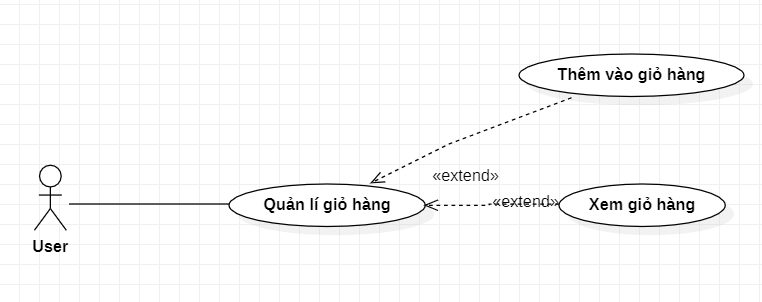 Thêm vào giỏ hàng
«extend»
Quản lí giỏ hàng
«extend»
Xem giỏ hàng
User